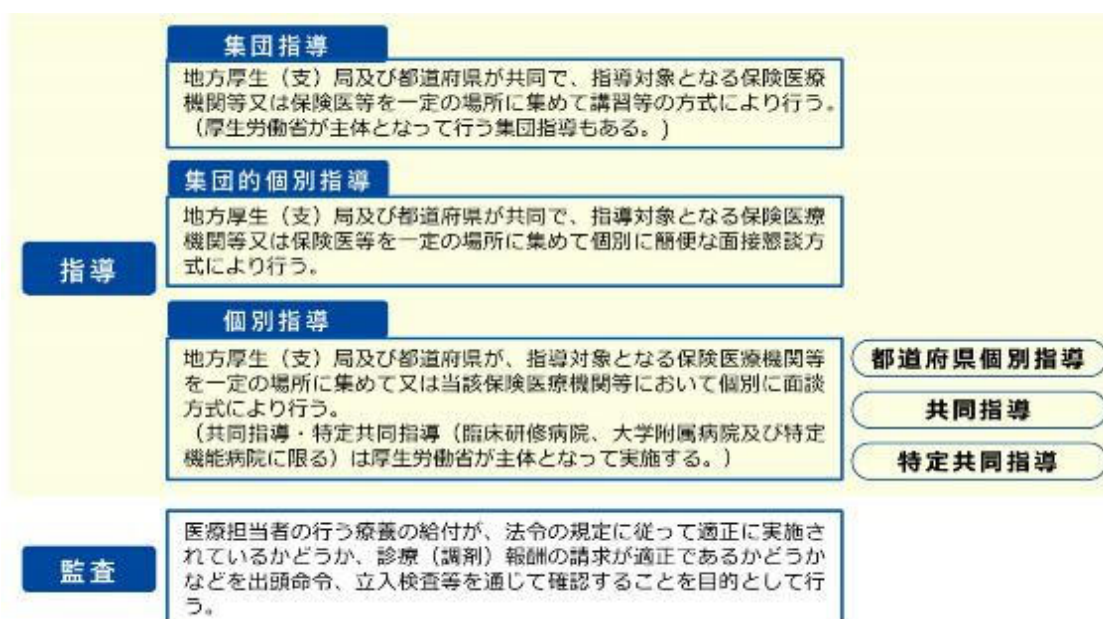 集団指導
地方厚生（支）局及び都道府県が共同で、指導対象となる保険医療
機関等又は保険医等を一定の場所に集めて講習等の方式により行う。
（厚生労働省が主体となって行う集団指導もある。)
集団的個別指導
地方厚生（支）局及び都道府県が共同で、指導対象となる保険医療
機関等又は保険医等を一定の場所に集めて個別に簡便な面接懇談方
式により行う。
指導
個別指導
地方厚生（支）局及び都道府県が、指導対象となる保険医療機関等
を一定の場所に集めて又は当該保険医療機関等において個別に面談
方式により行う。
（共同指導・特定共同指導（臨床研修病院、大学附属病院及び特定
機能病院に限る）は厚生労働省が主体となって実施する。)
都道府県個別指導
共同指導
特定共同指導
監査
医療担当者の行う療養の給付が、法令の規定に従って適正に実施さ
れているかどうか、診療（調剤）報酬の請求が適正であるかどうか
などを出頭命令、立入検査等を通じて確認することを目的として行
う。